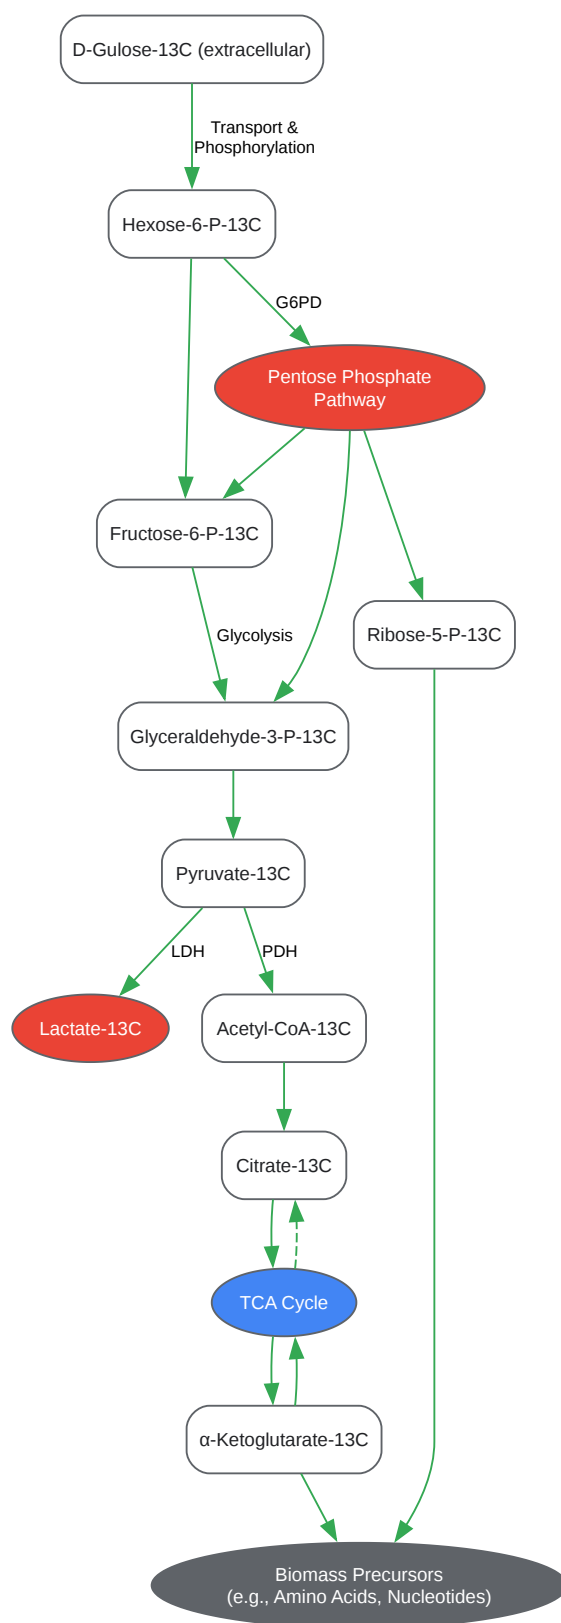 D-Gulose-13C (extracellular)
Transport &
Phosphorylation
Hexose-6-P-13C
G6PD
Pentose Phosphate
Pathway
Fructose-6-P-13C
Glycolysis
Ribose-5-P-13C
Glyceraldehyde-3-P-13C
Pyruvate-13C
LDH
PDH
Lactate-13C
Acetyl-CoA-13C
Citrate-13C
TCA Cycle
α-Ketoglutarate-13C
Biomass Precursors
(e.g., Amino Acids, Nucleotides)